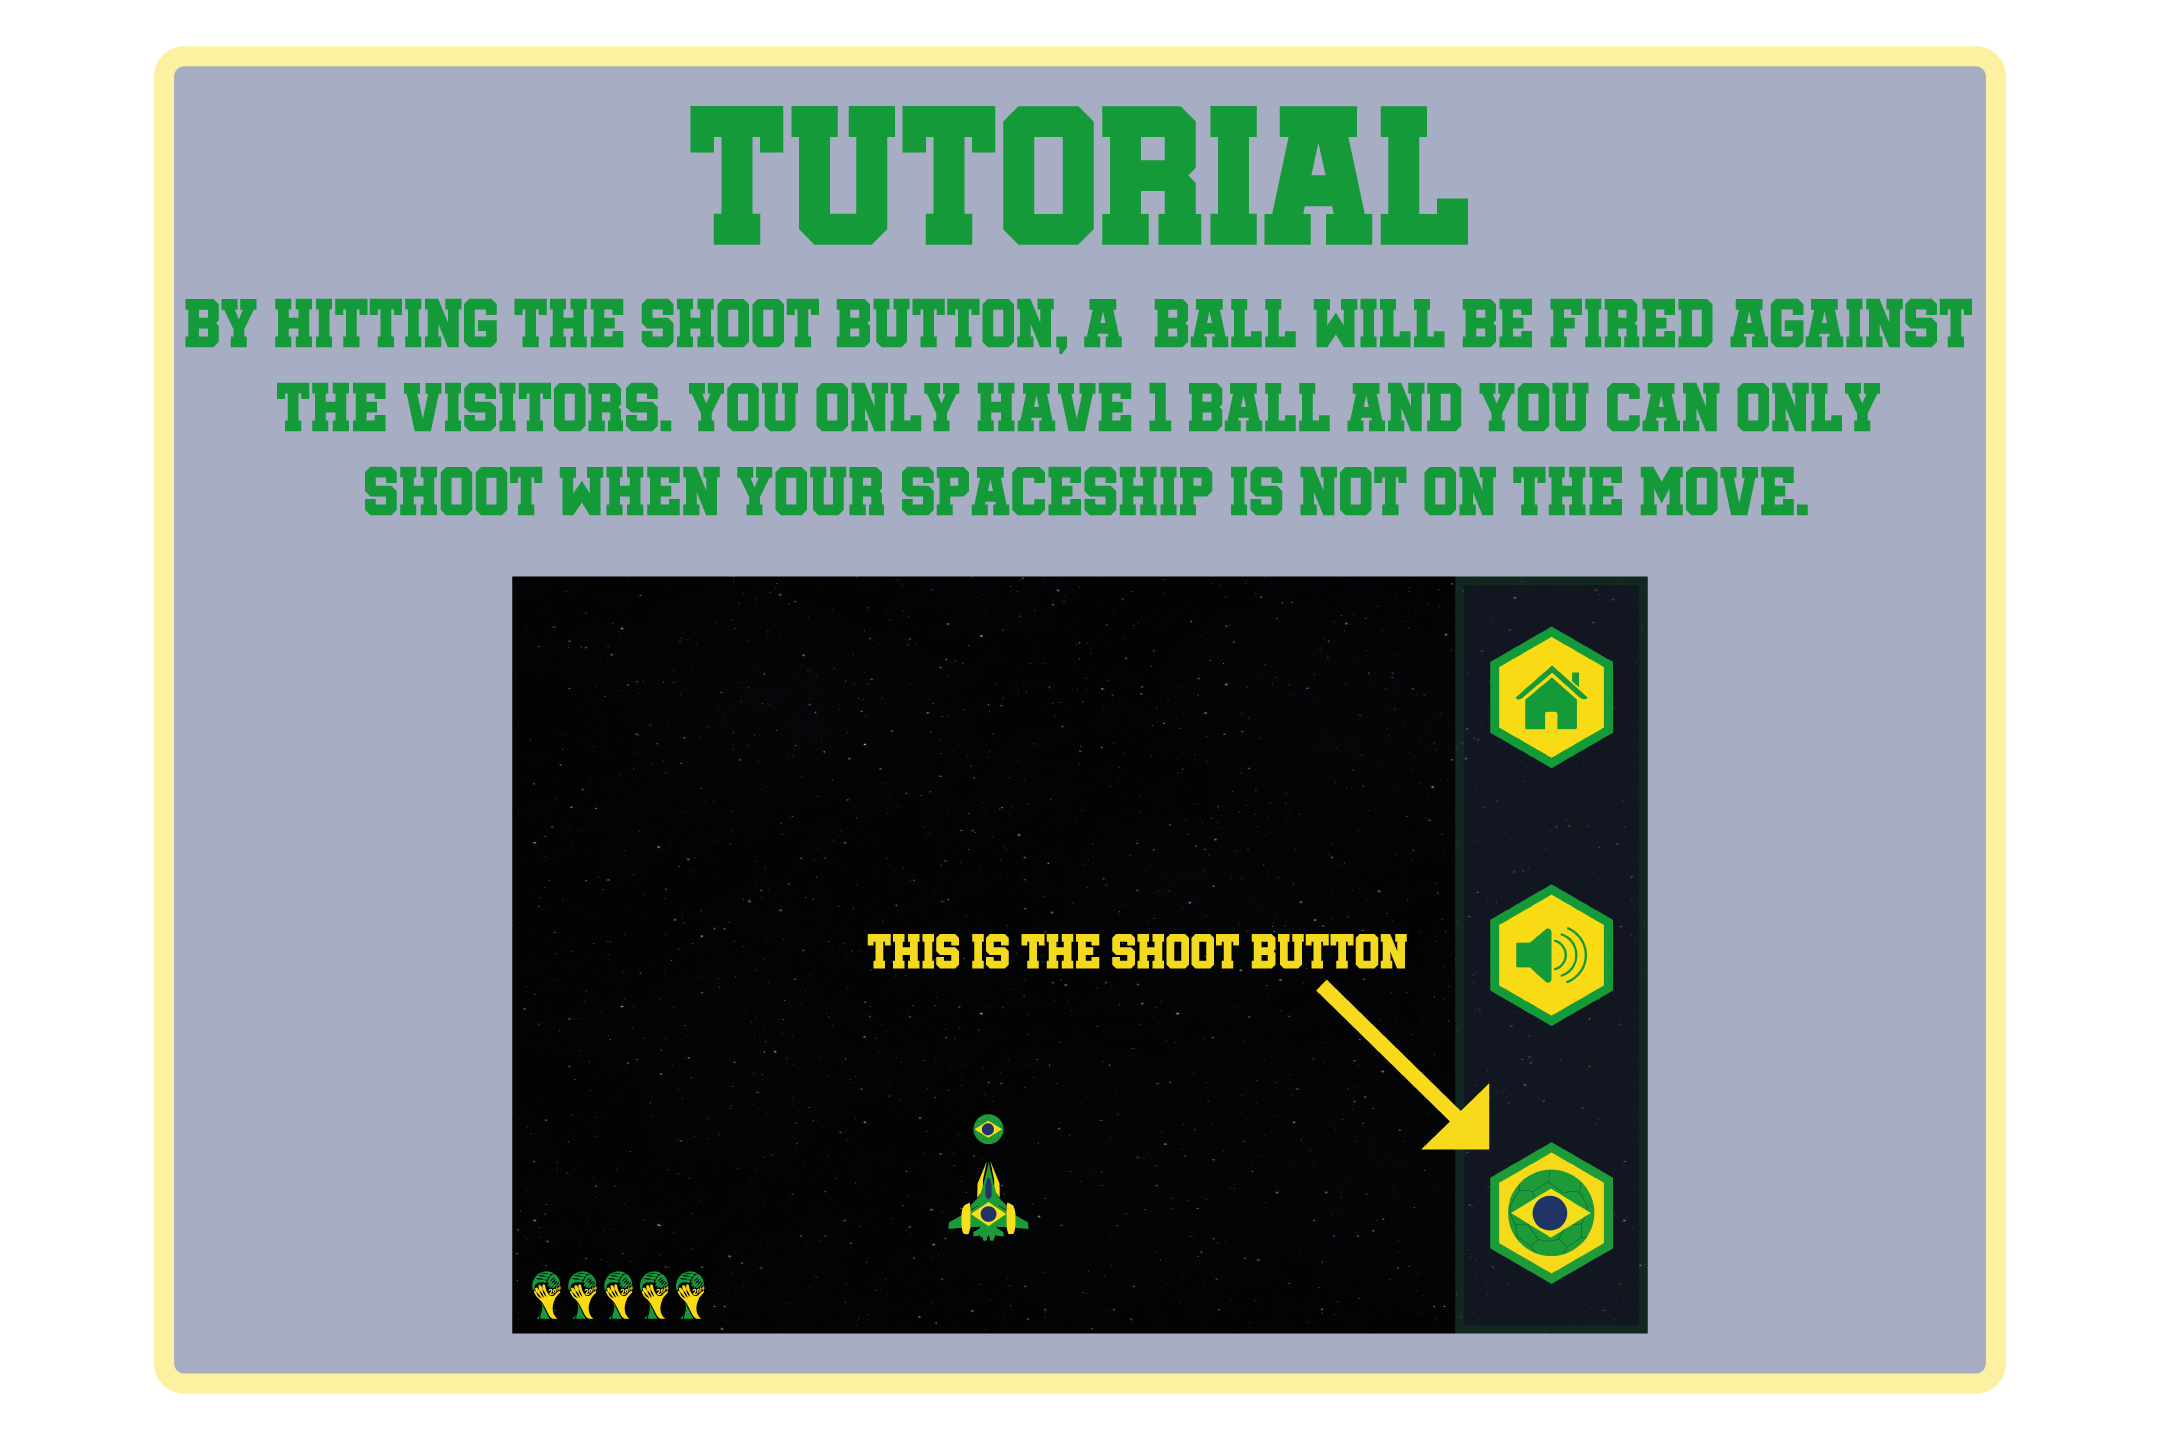 TUTORIAL
BY HITTING THE SHOOT BUTTON, A BALL WILL BE FIRED AGAINST
THE VISITORS. YOU ONLY HAVE 1 BALL AND YOU CAN ONLY
SHOOT WHEN YOUR SPACESHIP IS NOT ON THE MOVE.
THIS IS THE SHOOT BUTTON